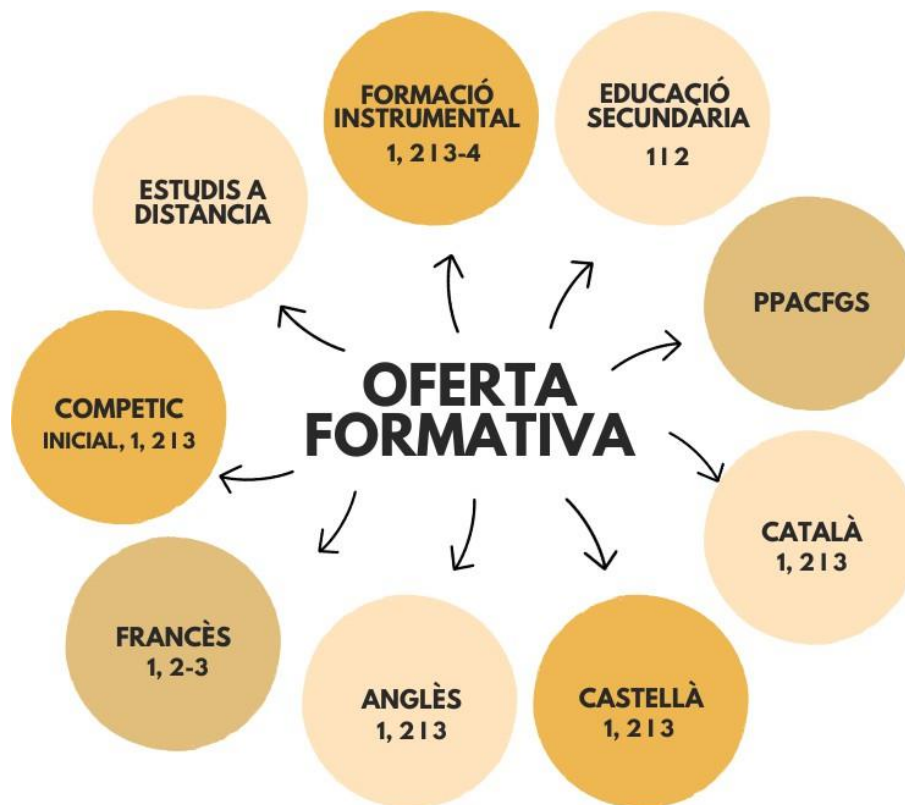 FORMACIÓ
INSTRUMENTAL
1, 2 I 3-4
EDUCACIÓ
SECUNDÀRIA
1 I 2
ESTUDIS A
DISTÀNCIA
PPACFGS
OFERTA
FORMATIVA
COMPETIC
INICIAL, 1, 2 I 3
CATALÀ
1, 2 I 3
FRANCÈS
1, 2-3
ANGLÈS
1, 2 I 3
CASTELLÀ
1, 2 I 3